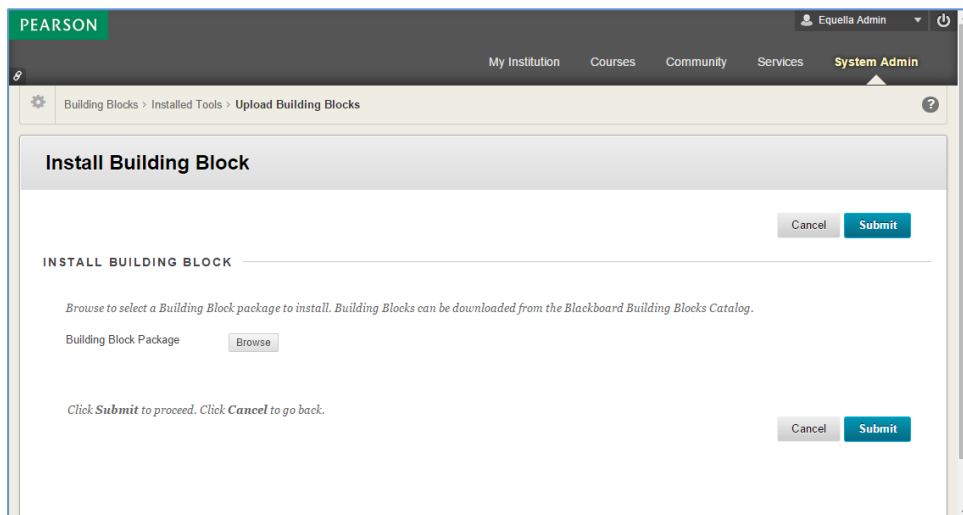 PEARSON
Equella Admin
My Institution Courses Community Services System Admin
Building Blocks > Installed Tools > Upload Building Blocks
?
Install Building Block
Cancel Submit
INSTALL BUILDING BLOCK
Browse to select a Building Block package to install. Building Blocks can be downloaded from the Blackboard Building Blocks Catalog.
Building Block Package Browse
Click Submit to proceed. Click Cancel to go back.
Cancel Submit